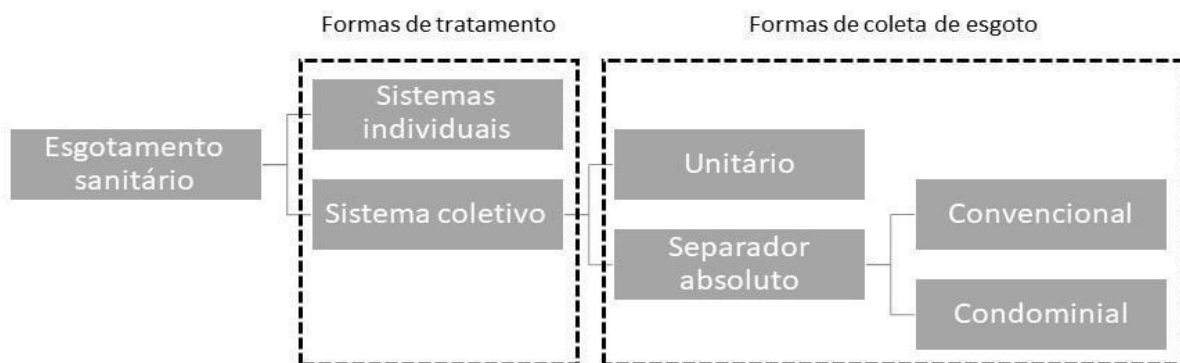 Formas de tratamento
Formas de coleta de esgoto
Sistemas
individuais
Esgotamento
sanitário
Sistema coletivo
Unitário
Separador
absoluto
Convencional
Condominial